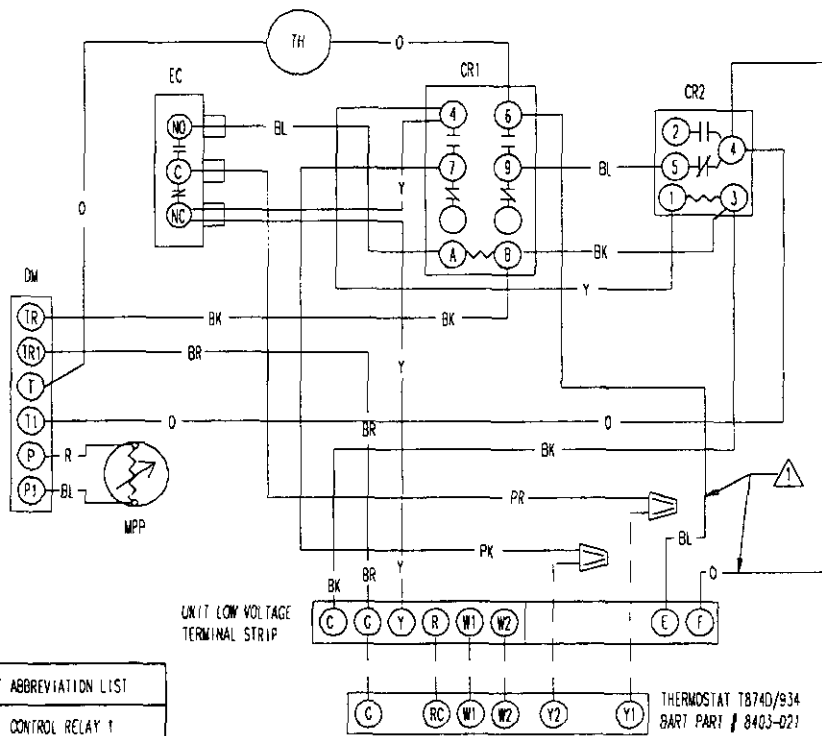 TH
O
O
EC
CR1
CR2
NO
C
NC
BL
4
6
7
9
A
B
2
4
5
1
3
BL
Y
BK
Y
O
DM
TR
TR1
T
T1
P
P1
BK
BK
BR
Y
O
O
BR
BK
R
BL
MPP
PR
1
PK
BL
O
BK
BR
Y
UNIT LOW VOLTAGE
TERMINAL STRIP
C
G
Y
R
W1
W2
E
F
G
RC
W1
W2
Y2
Y1
THERMOSTAT T874D/934
BART PART # 8403-021
ABBREVIATION LIST
CONTROL RELAY 1